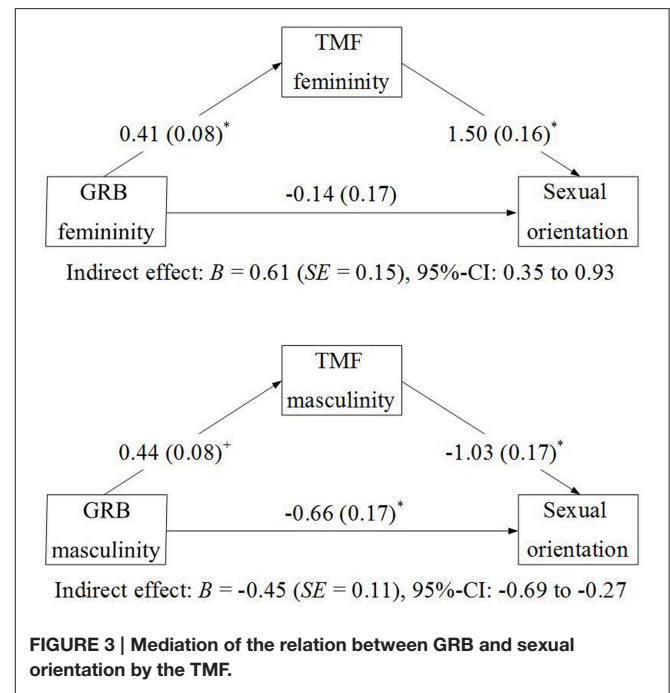 TMF
femininity
0.41 (0.08)*
1.50 (0.16)*
GRB
femininity
-0.14 (0.17)
Sexual
orientation
Indirect effect: B = 0.61 (SE = 0.15), 95%-CI: 0.35 to 0.93
TMF
masculinity
0.44 (0.08)+
-1.03 (0.17)*
GRB
masculinity
-0.66 (0.17)*
Sexual
orientation
Indirect effect: B = -0.45 (SE = 0.11), 95%-CI: -0.69 to -0.27
FIGURE 3 | Mediation of the relation between GRB and sexual
orientation by the TMF.